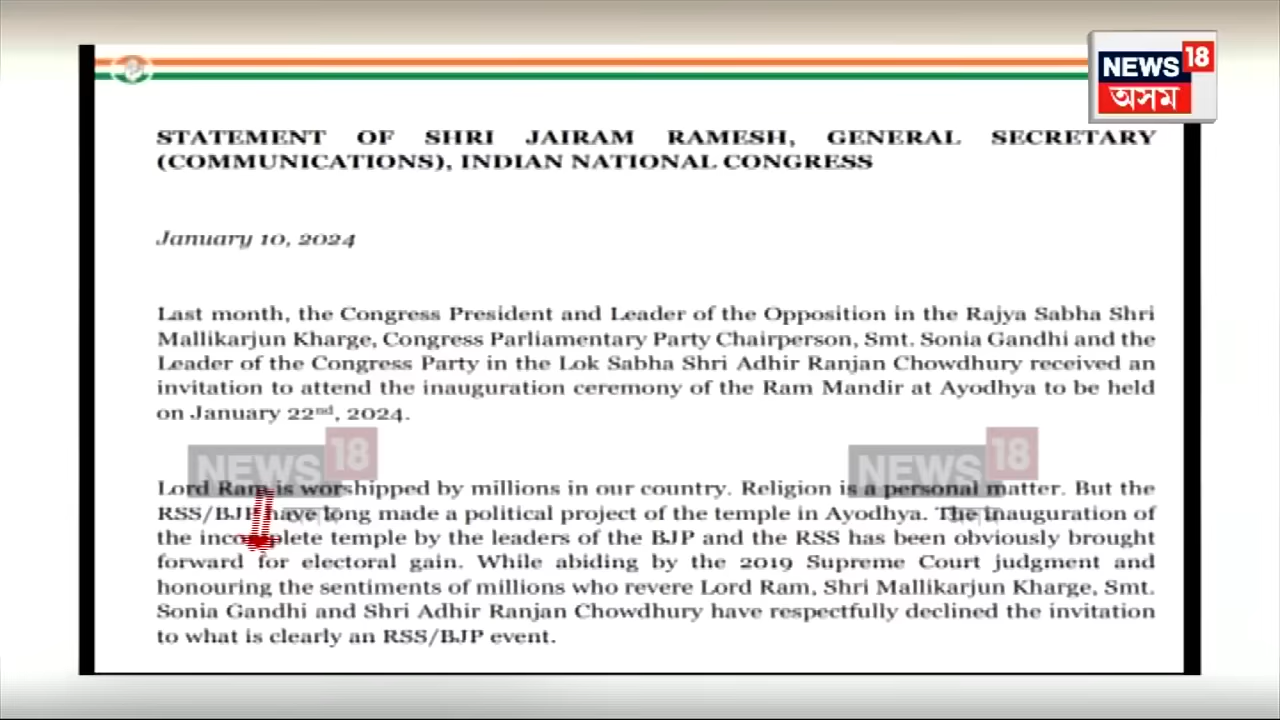 NEWS 18
অসম
STATEMENT OF SHRI JAIRAM RAMESH, GENERAL SECRETARY
(COMMUNICATIONS), INDIAN NATIONAL CONGRESS
January 10, 2024
Last month, the Congress President and Leader of the Opposition in the Rajya Sabha Shri
Mallikarjun Kharge, Congress Parliamentary Party Chairperson, Smt. Sonia Gandhi and the
Leader of the Congress Party in the Lok Sabha Shri Adhir Ranjan Chowdhury received an
invitation to attend the inauguration ceremony of the Ram Mandir at Ayodhya to be held
on January 22nd, 2024.
NEWS 18 NEWS 18
Lord Ram is worshipped by millions in our country. Religion is a personal matter. But the
RSS/BJP have long made a political project of the temple in Ayodhya. The inauguration of
the incomplete temple by the leaders of the BJP and the RSS has been obviously brought
forward for electoral gain. While abiding by the 2019 Supreme Court judgment and
honouring the sentiments of millions who revere Lord Ram, Shri Mallikarjun Kharge, Smt.
Sonia Gandhi and Shri Adhir Ranjan Chowdhury have respectfully declined the invitation
to what is clearly an RSS/BJP event.